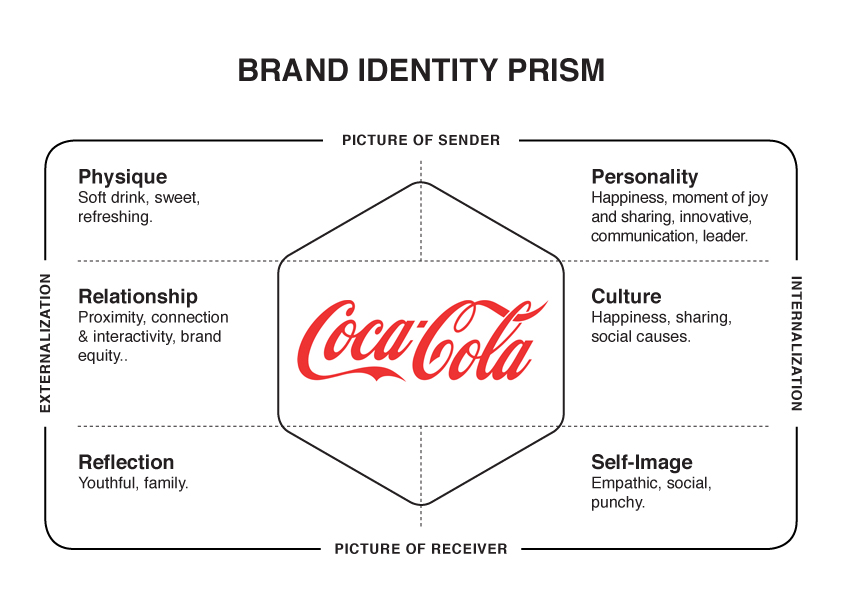 BRAND IDENTITY PRISM
PICTURE OF SENDER
Physique
Soft drink, sweet,
refreshing.
Personality
Happiness, moment of joy
and sharing, innovative,
communication, leader.
EXTERNALIZATION
Relationship
Proximity, connection
& interactivity, brand
equity..
Coca-Cola
Culture
Happiness, sharing,
social causes.
INTERNALIZATION
Reflection
Youthful, family.
Self-Image
Empathic, social,
punchy.
PICTURE OF RECEIVER